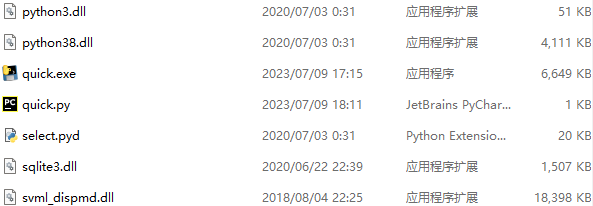 python3.dll 2020/07/03 0:31 应用程序扩展 51 KB
python38.dll 2020/07/03 0:31 应用程序扩展 4,111 KB
quick.exe 2023/07/09 17:15 应用程序 6,649 KB
PC quick.py 2023/07/09 18:11 JetBrains PyChar... 1 KB
select.pyd 2020/07/03 0:31 Python Extensio... 20 KB
sqlite3.dll 2020/06/22 22:39 应用程序扩展 1,507 KB
svml_dispmd.dll 2018/08/04 22:25 应用程序扩展 18,398 KB